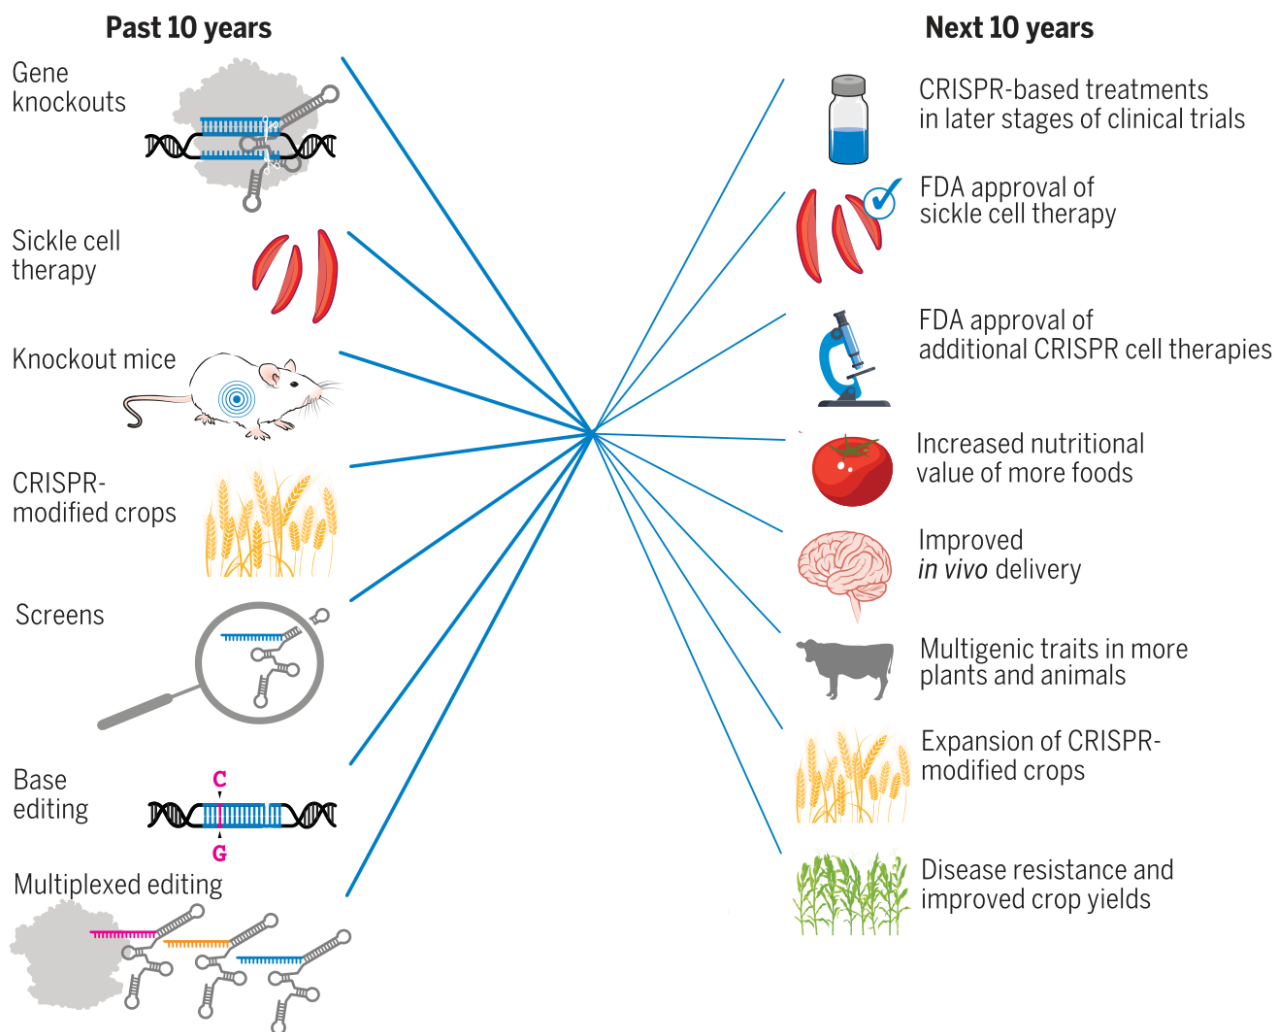 Past 10 years
Gene
knockouts
Sickle cell
therapy
Knockout mice
CRISPR-
modified crops
Screens
Base
editing
C
G
Multiplexed editing
Next 10 years
CRISPR-based treatments
in later stages of clinical trials
FDA approval of
sickle cell therapy
FDA approval of
additional CRISPR cell therapies
Increased nutritional
value of more foods
Improved
in vivo delivery
Multigenic traits in more
plants and animals
Expansion of CRISPR-
modified crops
Disease resistance and
improved crop yields